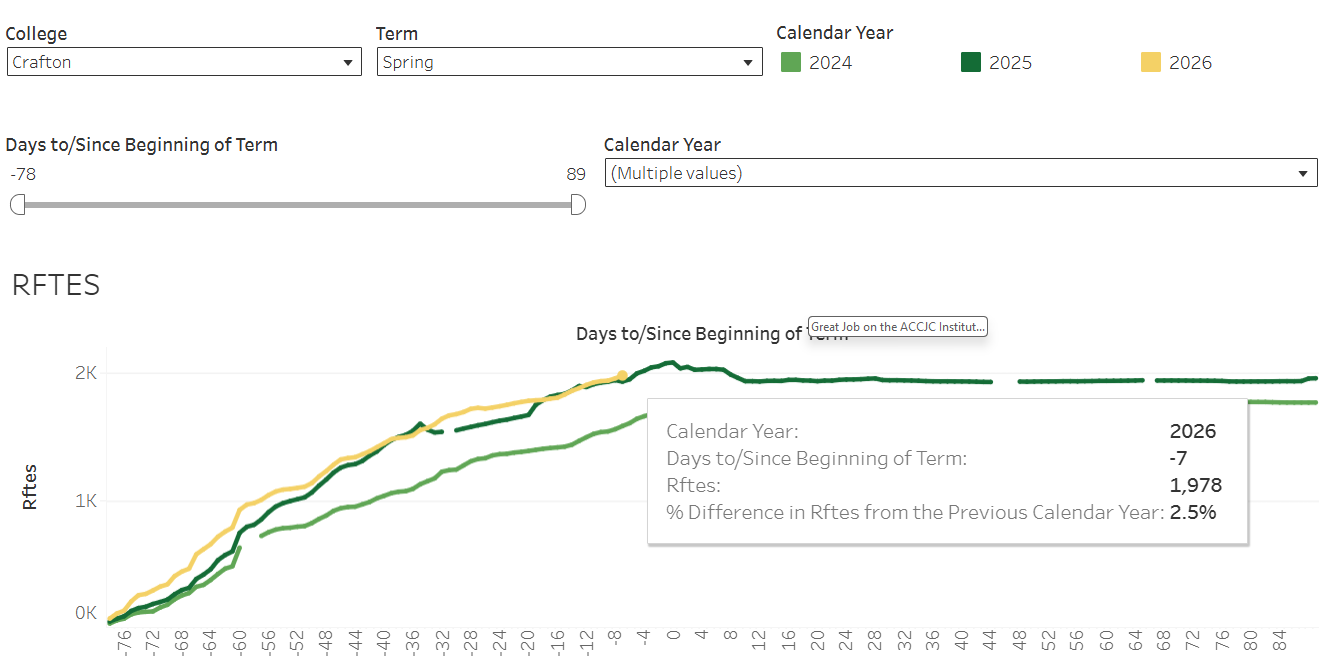 College Term Calendar Year
Crafton Spring 2024 2025 2026
Days to/Since Beginning of Term Calendar Year
-78 89 (Multiple values)
RFTES
Days to/Since Beginning of Term
Great Job on the ACCJC Institut...
2K
1K
0K
Rftes
Calendar Year: 2026
Days to/Since Beginning of Term: -7
Rftes: 1,978
% Difference in Rftes from the Previous Calendar Year: 2.5%
-76 -72 -68 -64 -60 -56 -52 -48 -44 -40 -36 -32 -28 -24 -20 -16 -12 -8 -4 0 4 8 12 16 20 24 28 32 36 40 44 48 52 56 60 64 68 72 76 80 84